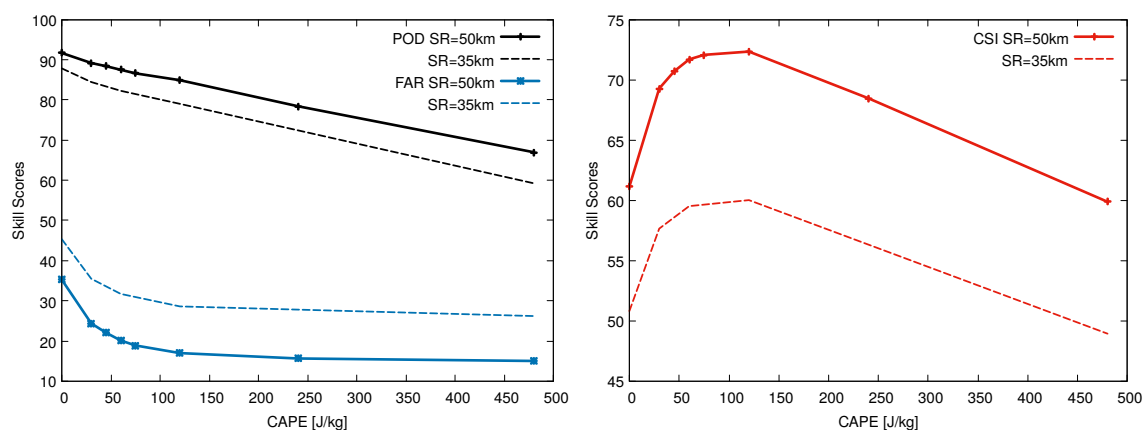 100
90
80
70
60
50
40
30
20
10
Skill Scores
POD SR=50km
SR=35km
FAR SR=50km
SR=35km
0 50 100 150 200 250 300 350 400 450 500
CAPE [J/kg]
75
70
65
60
55
50
45
Skill Scores
CSI SR=50km
SR=35km
0 50 100 150 200 250 300 350 400 450 500
CAPE [J/kg]